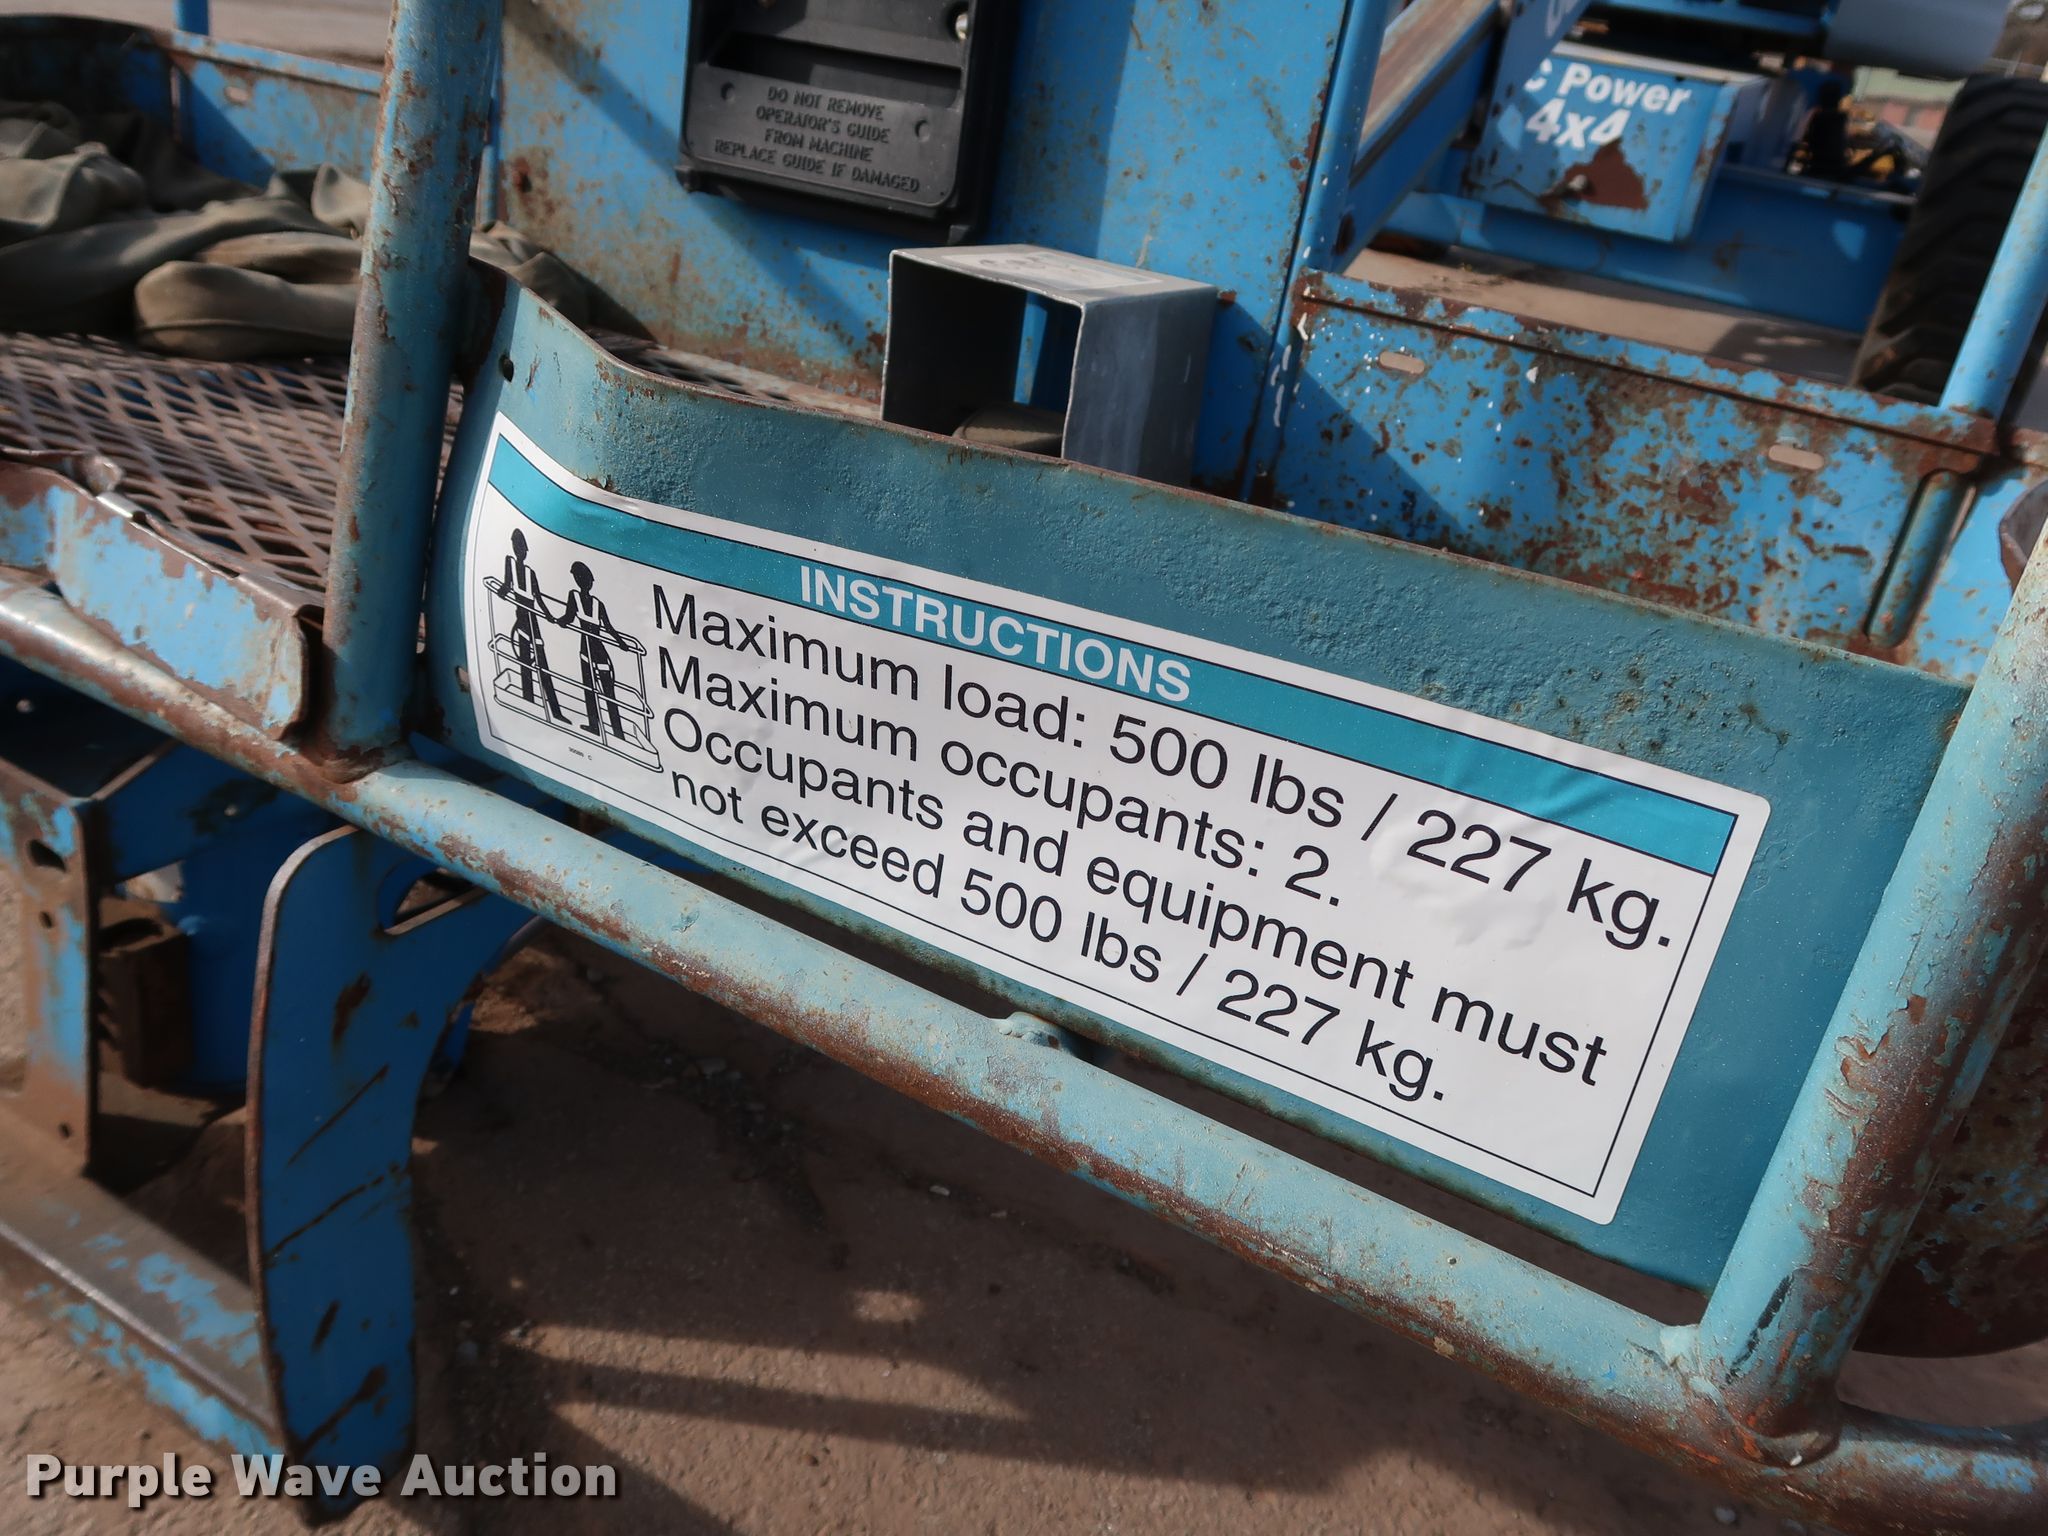 DO NOT REMOVE
OPERATOR'S GUIDE
FROM MACHINE
REPLACE GUIDE IF DAMAGED
Power
4x4
INSTRUCTIONS
Maximum load: 500 lbs / 227 kg.
Maximum occupants: 2.
Occupants and equipment must
not exceed 500 lbs / 227 kg.
Purple Wave Auction